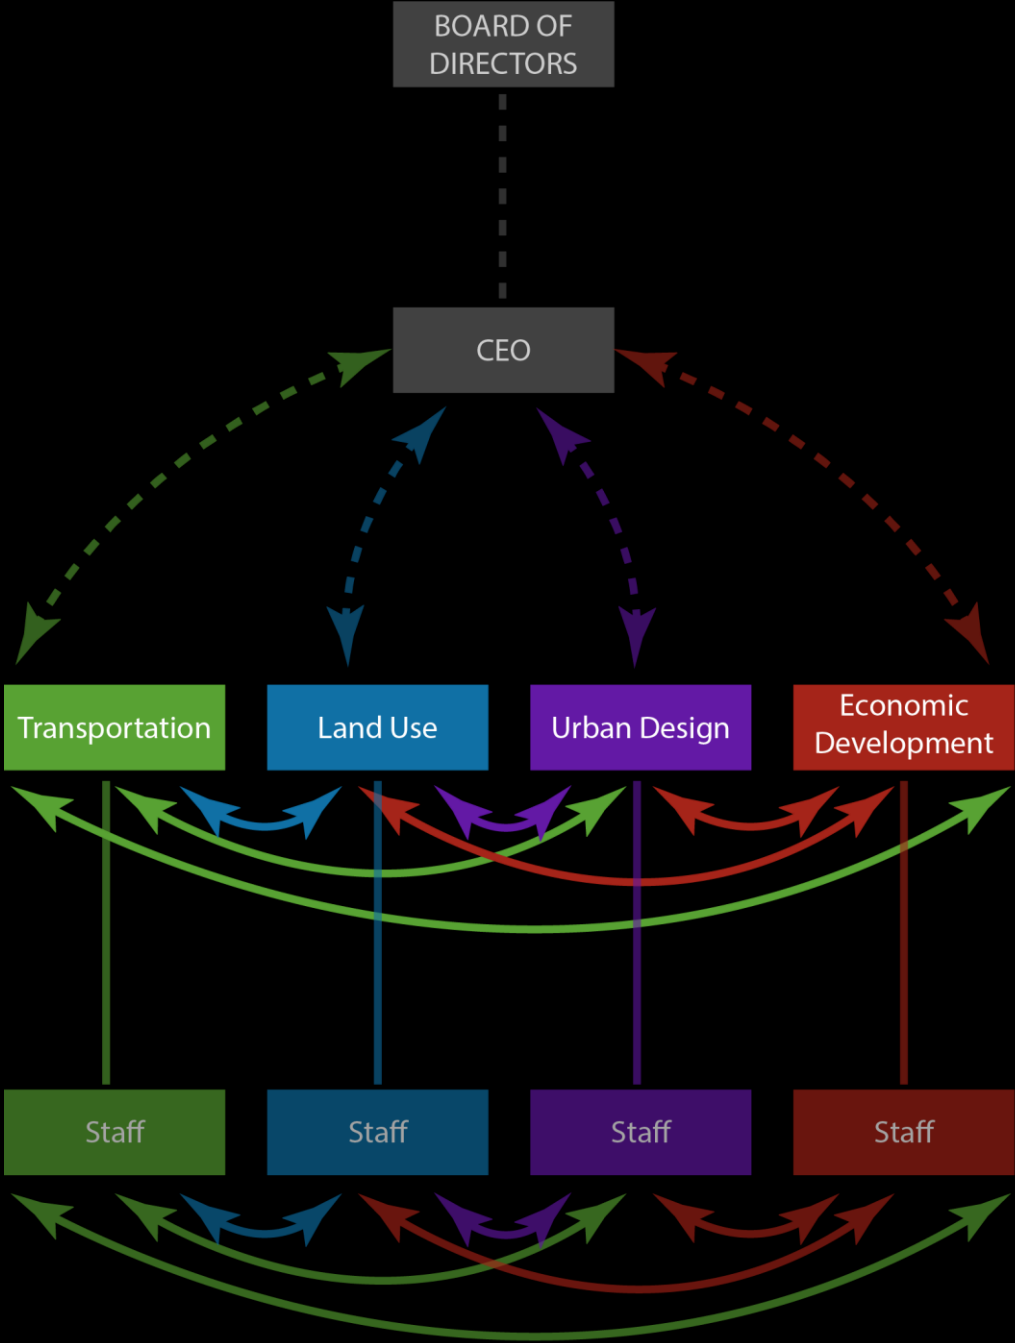 BOARD OF
DIRECTORS
CEO
Transportation
Land Use
Urban Design
Economic
Development
Staff
Staff
Staff
Staff